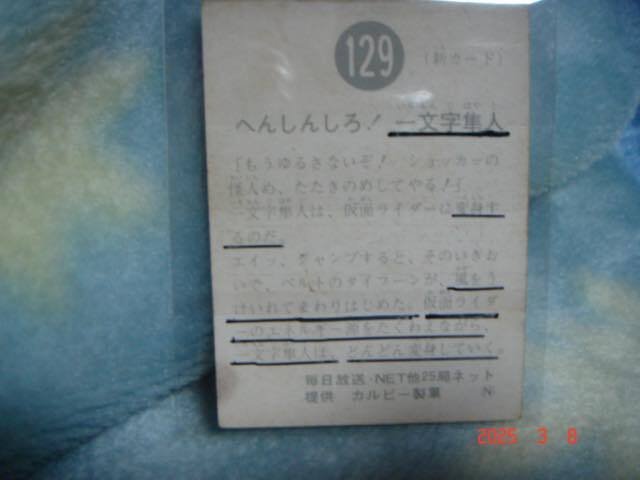 129
（新カード）
へんしんしろ！ 一文字隼人
「もうゆるさないぞ！ ショッカーの
怪人め、たたきのめしてやる！」
一文字隼人は、仮面ライダーに変身す
るのだ
エイッ、ジャンプすると、そのいきお
いで、ベルトのタイフーンが、風をう
けいれてまわりはじめた。仮面ライダ
ーのエネルギー源をたくわえながら、
一文字隼人は、どんどん変身していく。
毎日放送・NET他25局ネット
提供 カルビー製菓 N
2025 3 8